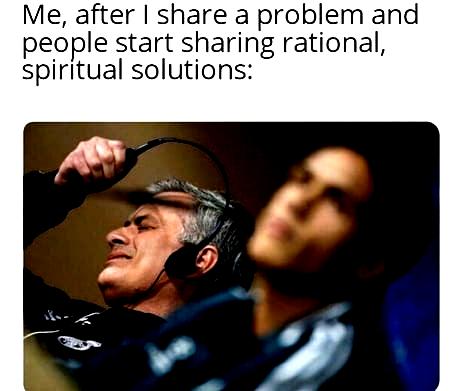 Me, after I share a problem and
people start sharing rational,
spiritual solutions: